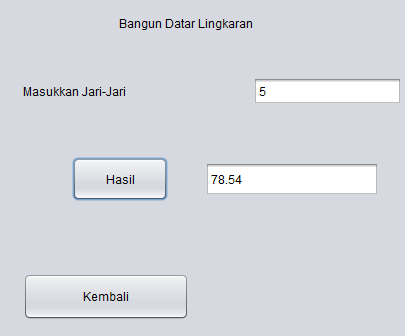 Bangun Datar Lingkaran
Masukkan Jari-Jari
5
Hasil
78.54
Kembali